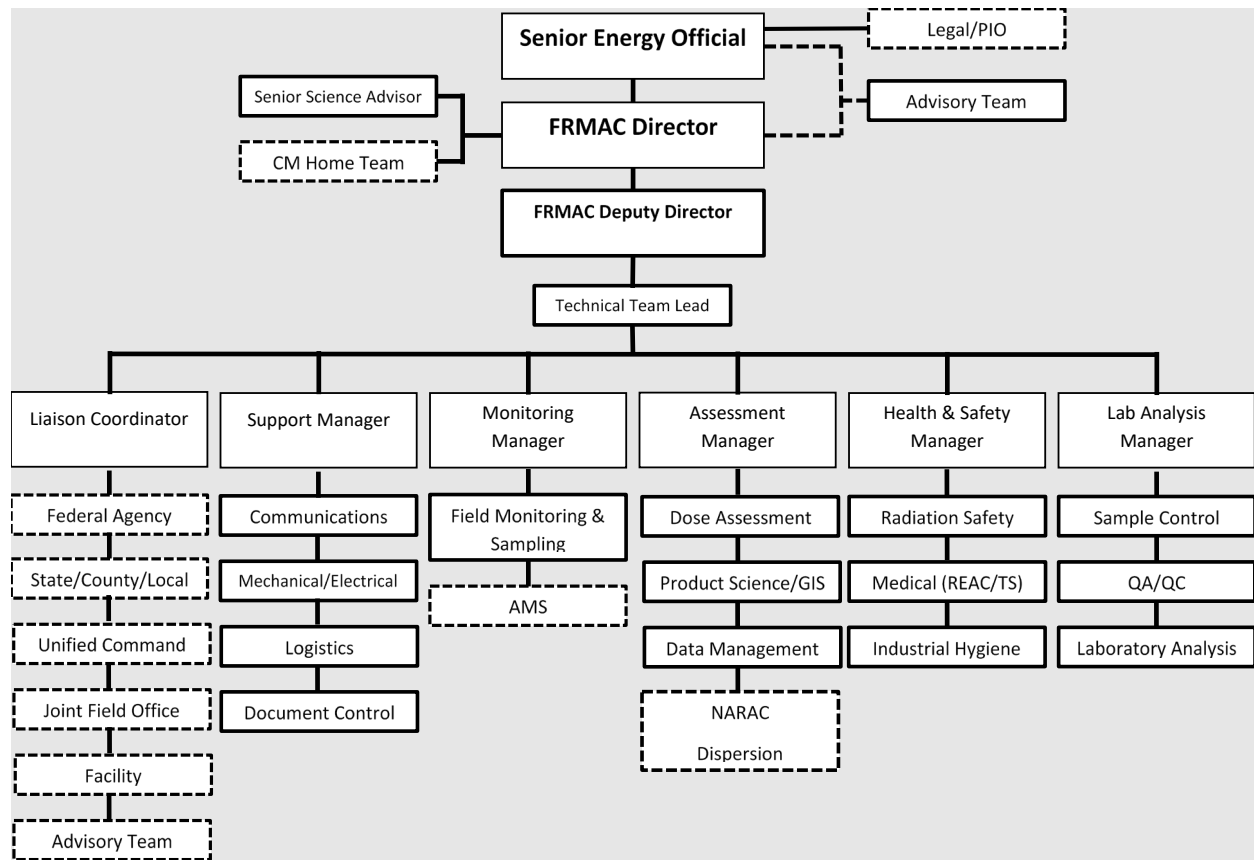 Senior Energy Official
Legal/PIO
Senior Science Advisor
Advisory Team
FRMAC Director
CM Home Team
FRMAC Deputy Director
Technical Team Lead
Liaison Coordinator
Support Manager
Monitoring
Manager
Assessment
Manager
Health & Safety
Manager
Lab Analysis
Manager
Federal Agency
State/County/Local
Unified Command
Joint Field Office
Facility
Advisory Team
Communications
Mechanical/Electrical
Logistics
Document Control
Field Monitoring &
Sampling
AMS
Dose Assessment
Product Science/GIS
Data Management
NARAC
Dispersion
Radiation Safety
Medical (REAC/TS)
Industrial Hygiene
Sample Control
QA/QC
Laboratory Analysis